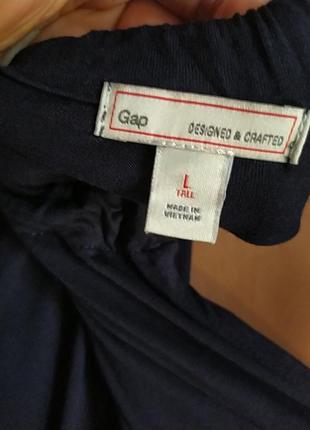 Gap
DESIGNED & CRAFTED
L
TALL
MADE IN
VIETNAM